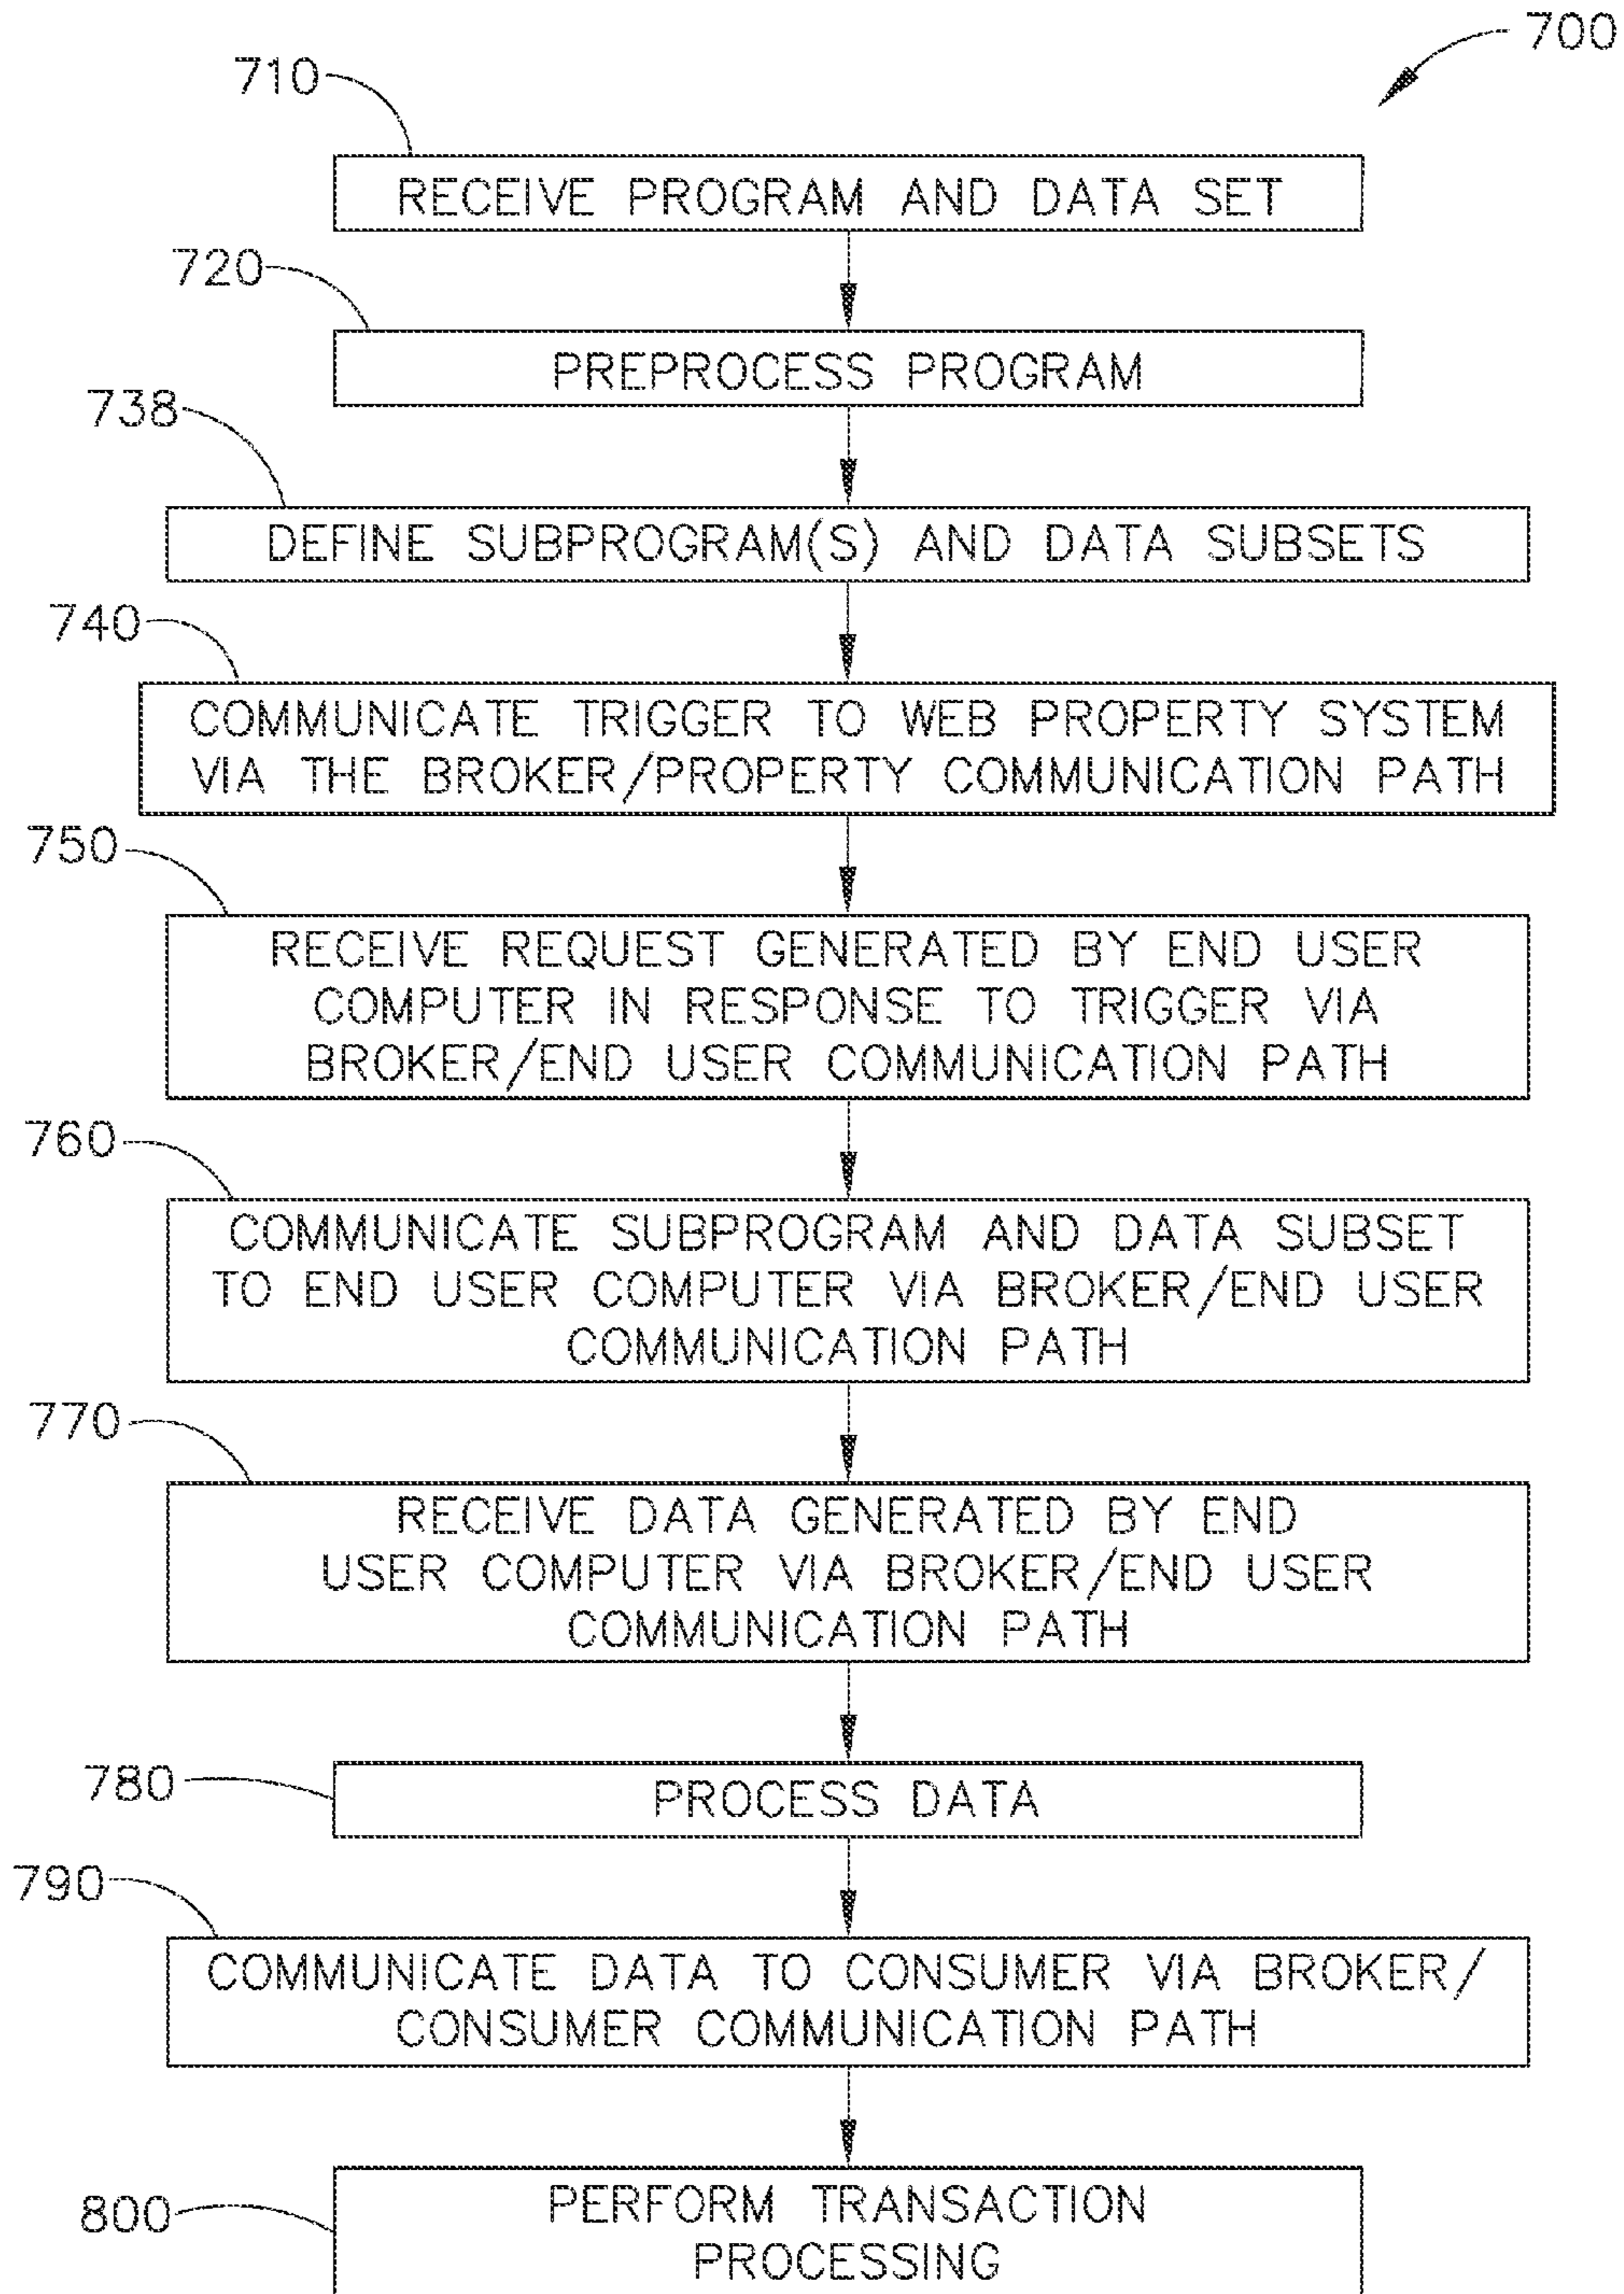 700
710
RECEIVE PROGRAM AND DATA SET
720
PREPROCESS PROGRAM
738
DEFINE SUBPROGRAM(S) AND DATA SUBSETS
740
COMMUNICATE TRIGGER TO WEB PROPERTY SYSTEM
VIA THE BROKER/PROPERTY COMMUNICATION PATH
750
RECEIVE REQUEST GENERATED BY END USER
COMPUTER IN RESPONSE TO TRIGGER VIA
BROKER/END USER COMMUNICATION PATH
760
COMMUNICATE SUBPROGRAM AND DATA SUBSET
TO END USER COMPUTER VIA BROKER/END USER
COMMUNICATION PATH
770
RECEIVE DATA GENERATED BY END
USER COMPUTER VIA BROKER/END USER
COMMUNICATION PATH
780
PROCESS DATA
790
COMMUNICATE DATA TO CONSUMER VIA BROKER/
CONSUMER COMMUNICATION PATH
800
PERFORM TRANSACTION
PROCESSING